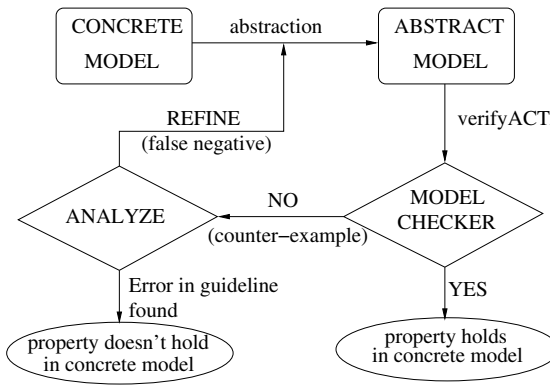 CONCRETE
MODEL
abstraction
ABSTRACT
MODEL
REFINE
(false negative)
verifyACT
ANALYZE
NO
(counter−example)
MODEL
CHECKER
Error in guideline
found
YES
property doesn't hold
in concrete model
property holds
in concrete model